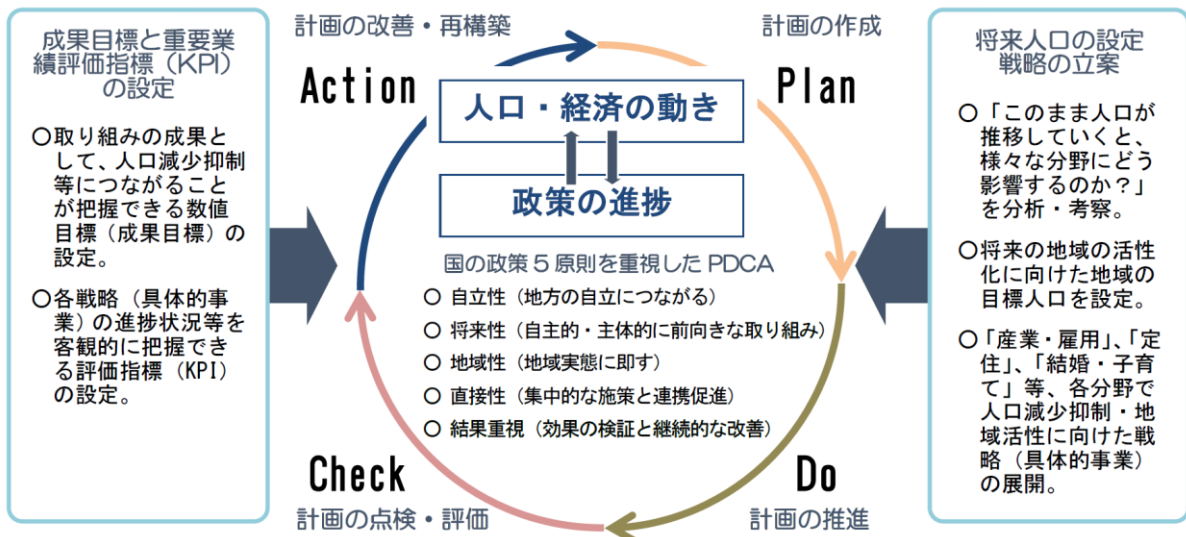 成果目標と重要業
績評価指標（KPI）
の設定
〇取り組みの成果と
して、人口減少抑制
等につながること
が把握できる数値
目標（成果目標）の
設定。
〇各戦略（具体的事
業）の進捗状況等を
客観的に把握でき
る評価指標（KPI）
の設定。
計画の改善・再構築
Action
計画の作成
Plan
人口・経済の動き
政策の進捗
国の政策５原則を重視した PDCA
〇 自立性（地方の自立につながる）
〇 将来性（自主的・主体的に前向きな取り組み）
〇 地域性（地域実態に即す）
〇 直接性（集中的な施策と連携促進）
〇 結果重視（効果の検証と継続的な改善）
Check
計画の点検・評価
Do
計画の推進
将来人口の設定
戦略の立案
〇「このまま人口が
推移していくと、
様々な分野にどう
影響するのか？」
を分析・考察。
〇将来の地域の活性
化に向けた地域の
目標人口を設定。
〇「産業・雇用」、「定
住」、「結婚・子育
て」等、各分野で
人口減少抑制・地
域活性に向けた戦
略（具体的事業）
の展開。